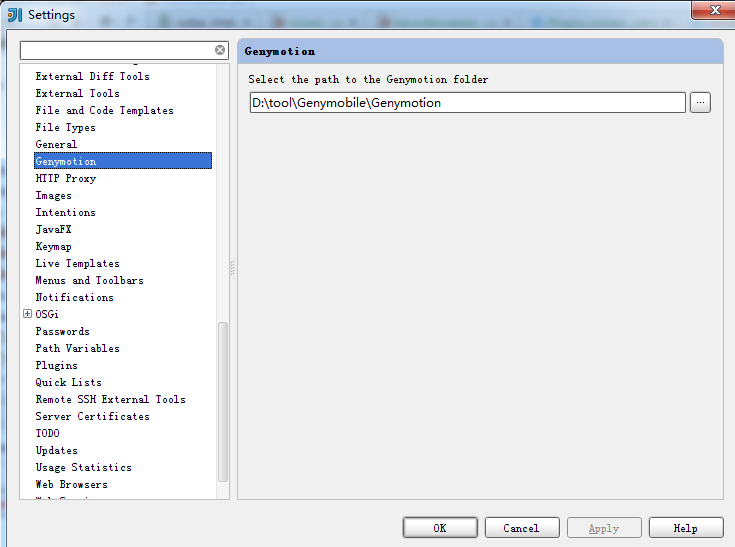 Settings
External Diff Tools
External Tools
File and Code Templates
File Types
General
Genymotion
HTTP Proxy
Images
Intentions
JavaFX
Keymap
Live Templates
Menus and Toolbars
Notifications
OSGi
Passwords
Path Variables
Plugins
Quick Lists
Remote SSH External Tools
Server Certificates
TODO
Updates
Usage Statistics
Web Browsers
Genymotion
Select the path to the Genymotion folder
D:\tool\Genymobile\Genymotion
...
OK Cancel Apply Help